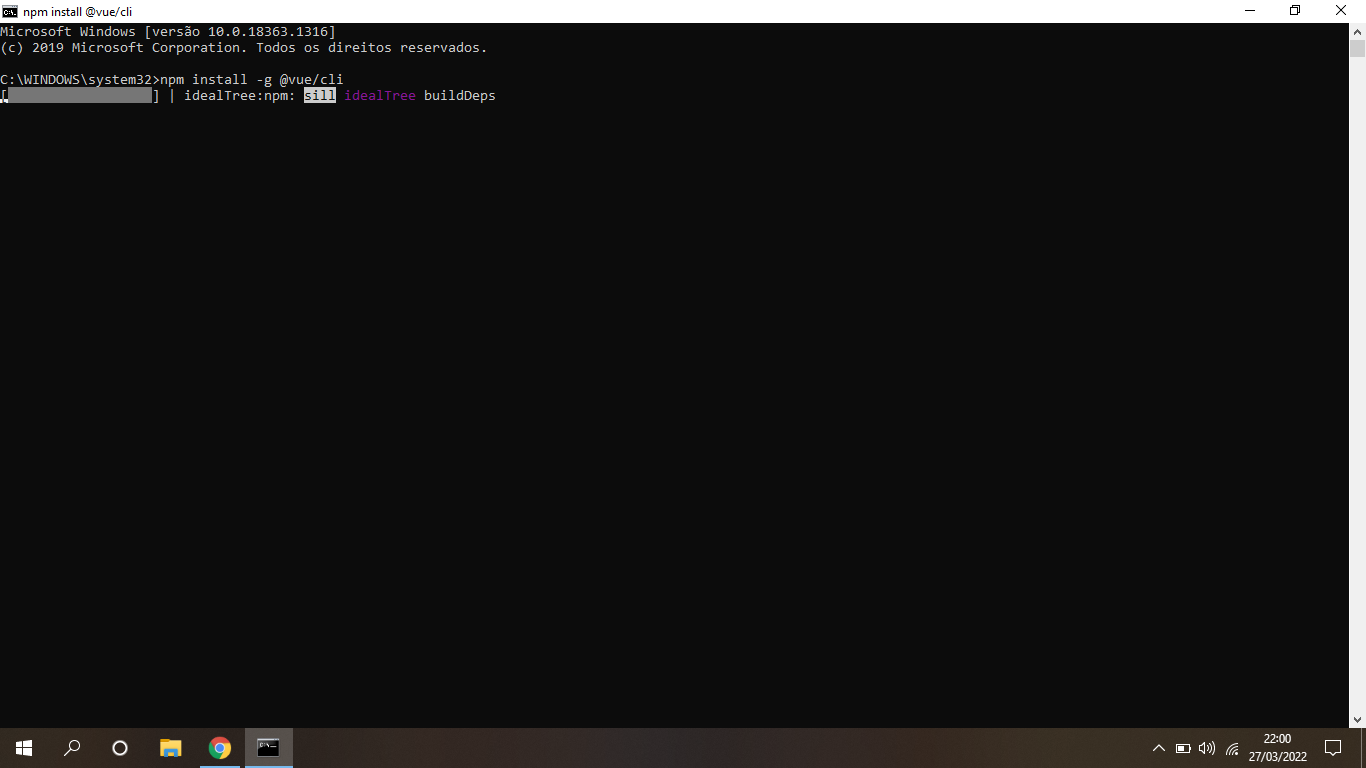 npm install @vue/cli
Microsoft Windows [versão 10.0.18363.1316]
(c) 2019 Microsoft Corporation. Todos os direitos reservados.
C:\WINDOWS\system32>npm install -g @vue/cli
[                  ] | idealTree:npm: sill idealTree buildDeps
22:00
27/03/2022